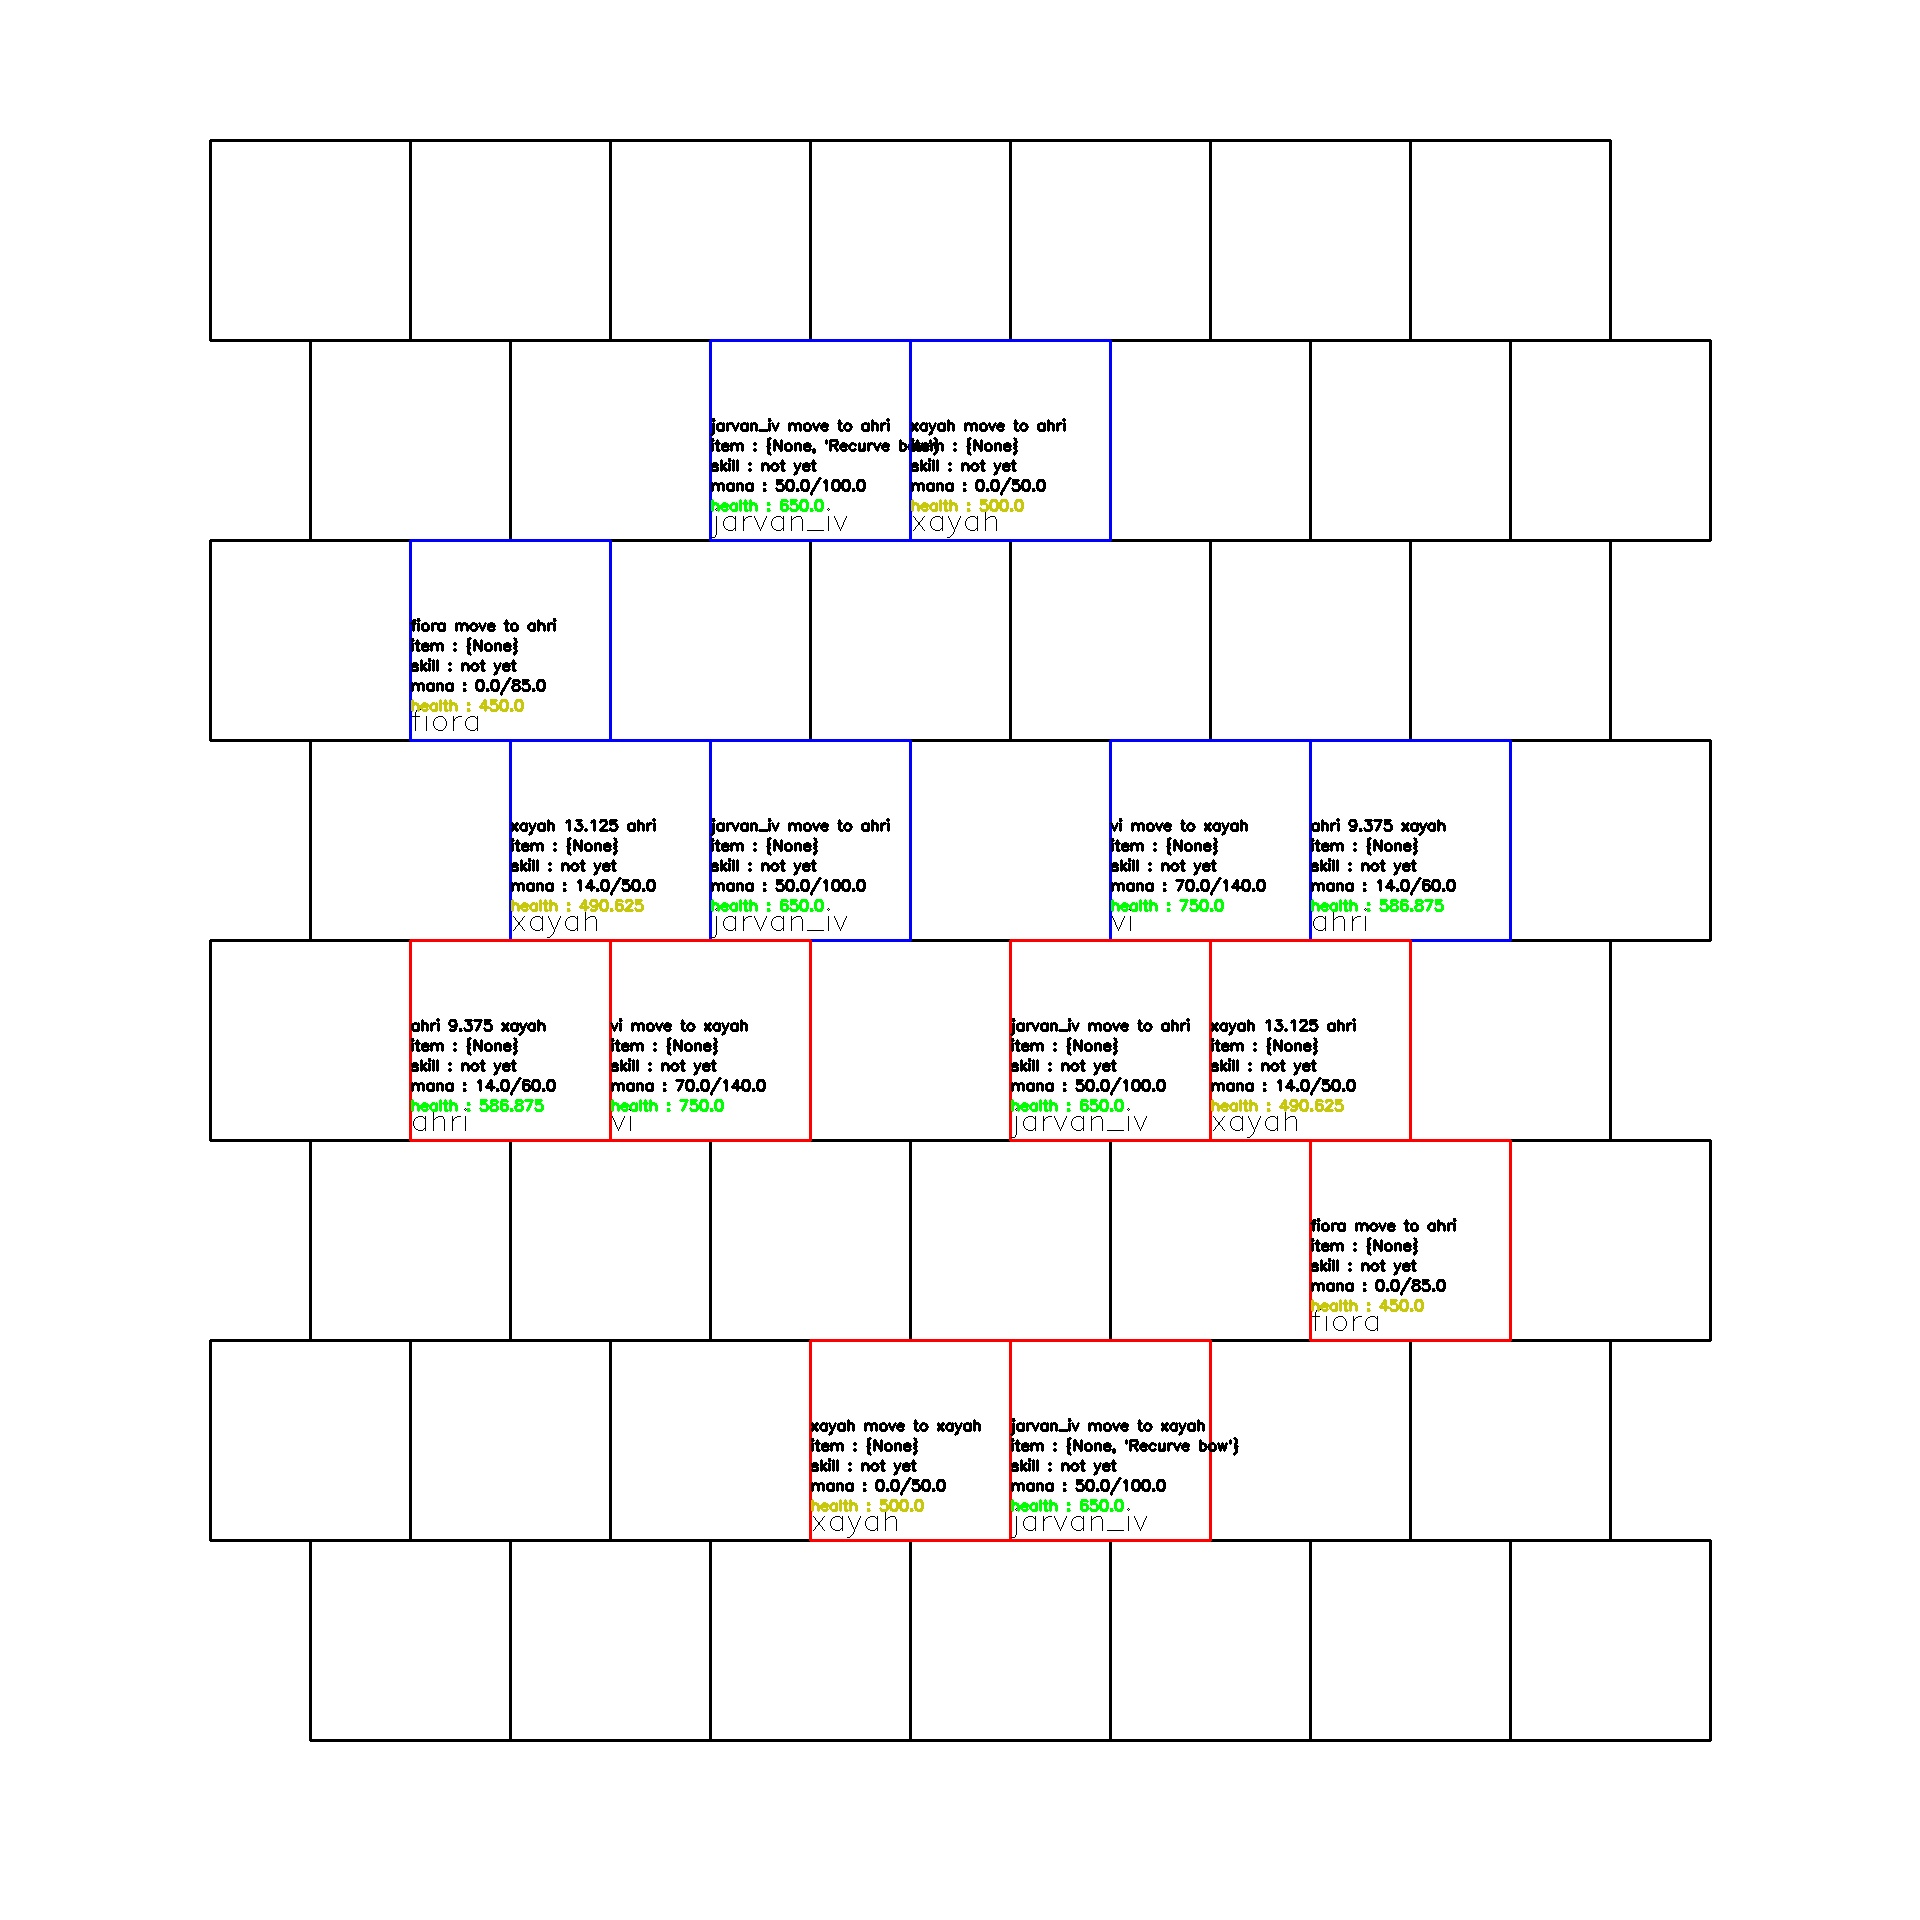 jarvan_iv move to ahri
item : {None, 'Recurve bow'}
skill : not yet
mana : 50.0/100.0
health : 650.0
jarvan_iv
xayah move to ahri
item : {None}
skill : not yet
mana : 0.0/50.0
health : 500.0
xayah
fiora move to ahri
item : {None}
skill : not yet
mana : 0.0/85.0
health : 450.0
fiora
xayah 13.125 ahri
item : {None}
skill : not yet
mana : 14.0/50.0
health : 490.625
xayah
jarvan_iv move to ahri
item : {None}
skill : not yet
mana : 50.0/100.0
health : 650.0
jarvan_iv
vi move to xayah
item : {None}
skill : not yet
mana : 70.0/140.0
health : 750.0
vi
ahri 9.375 xayah
item : {None}
skill : not yet
mana : 14.0/60.0
health : 586.875
ahri
ahri 9.375 xayah
item : {None}
skill : not yet
mana : 14.0/60.0
health : 586.875
ahri
vi move to xayah
item : {None}
skill : not yet
mana : 70.0/140.0
health : 750.0
vi
jarvan_iv move to ahri
item : {None}
skill : not yet
mana : 50.0/100.0
health : 650.0
jarvan_iv
xayah 13.125 ahri
item : {None}
skill : not yet
mana : 14.0/50.0
health : 490.625
xayah
fiora move to ahri
item : {None}
skill : not yet
mana : 0.0/85.0
health : 450.0
fiora
xayah move to xayah
item : {None}
skill : not yet
mana : 0.0/50.0
health : 500.0
xayah
jarvan_iv move to xayah
item : {None, 'Recurve bow'}
skill : not yet
mana : 50.0/100.0
health : 650.0
jarvan_iv